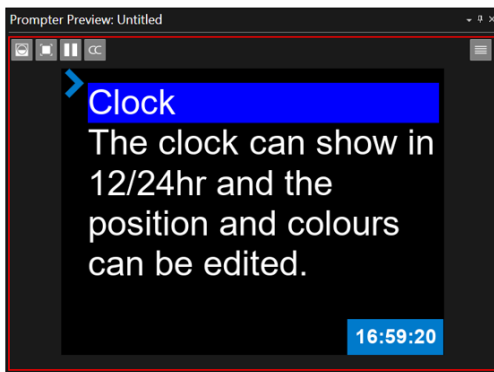 Prompter Preview: Untitled
CC
Clock
The clock can show in
12/24hr and the
position and colours
can be edited.
16:59:20